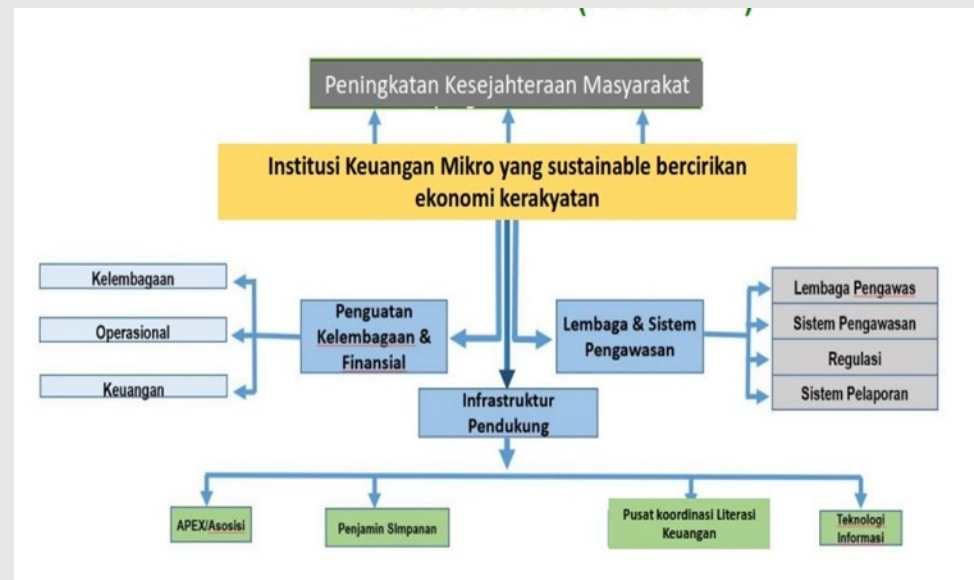 Peningkatan Kesejahteraan Masyarakat
Institusi Keuangan Mikro yang sustainable bercirikan
ekonomi kerakyatan
Kelembagaan
Operasional
Keuangan
Penguatan
Kelembagaan &
Finansial
Lembaga & Sistem
Pengawasan
Lembaga Pengawas
Sistem Pengawasan
Regulasi
Sistem Pelaporan
Infrastruktur
Pendukung
APEX/Asosisi
Penjamin SImpanan
Pusat koordinasi Literasi
Keuangan
Teknologi
Informasi